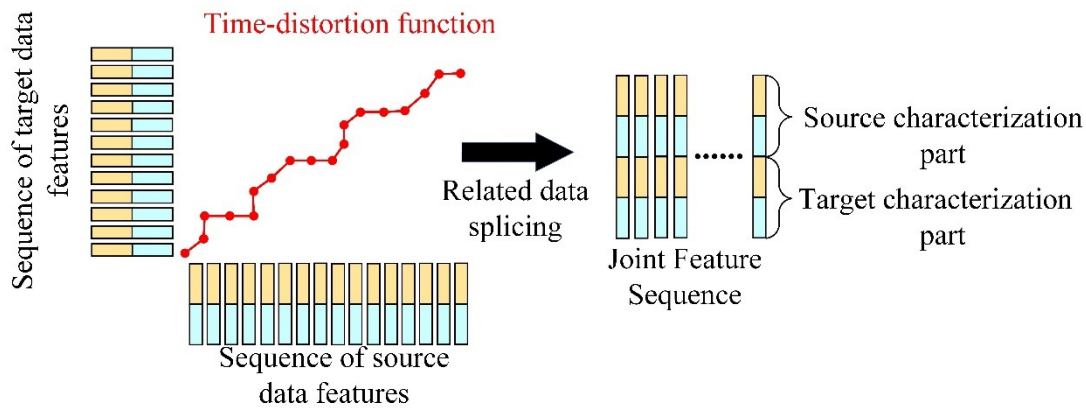 Time-distortion function
Sequence of target data
features
Related data
splicing
Sequence of source
data features
Source characterization
part
Target characterization
part
Joint Feature
Sequence